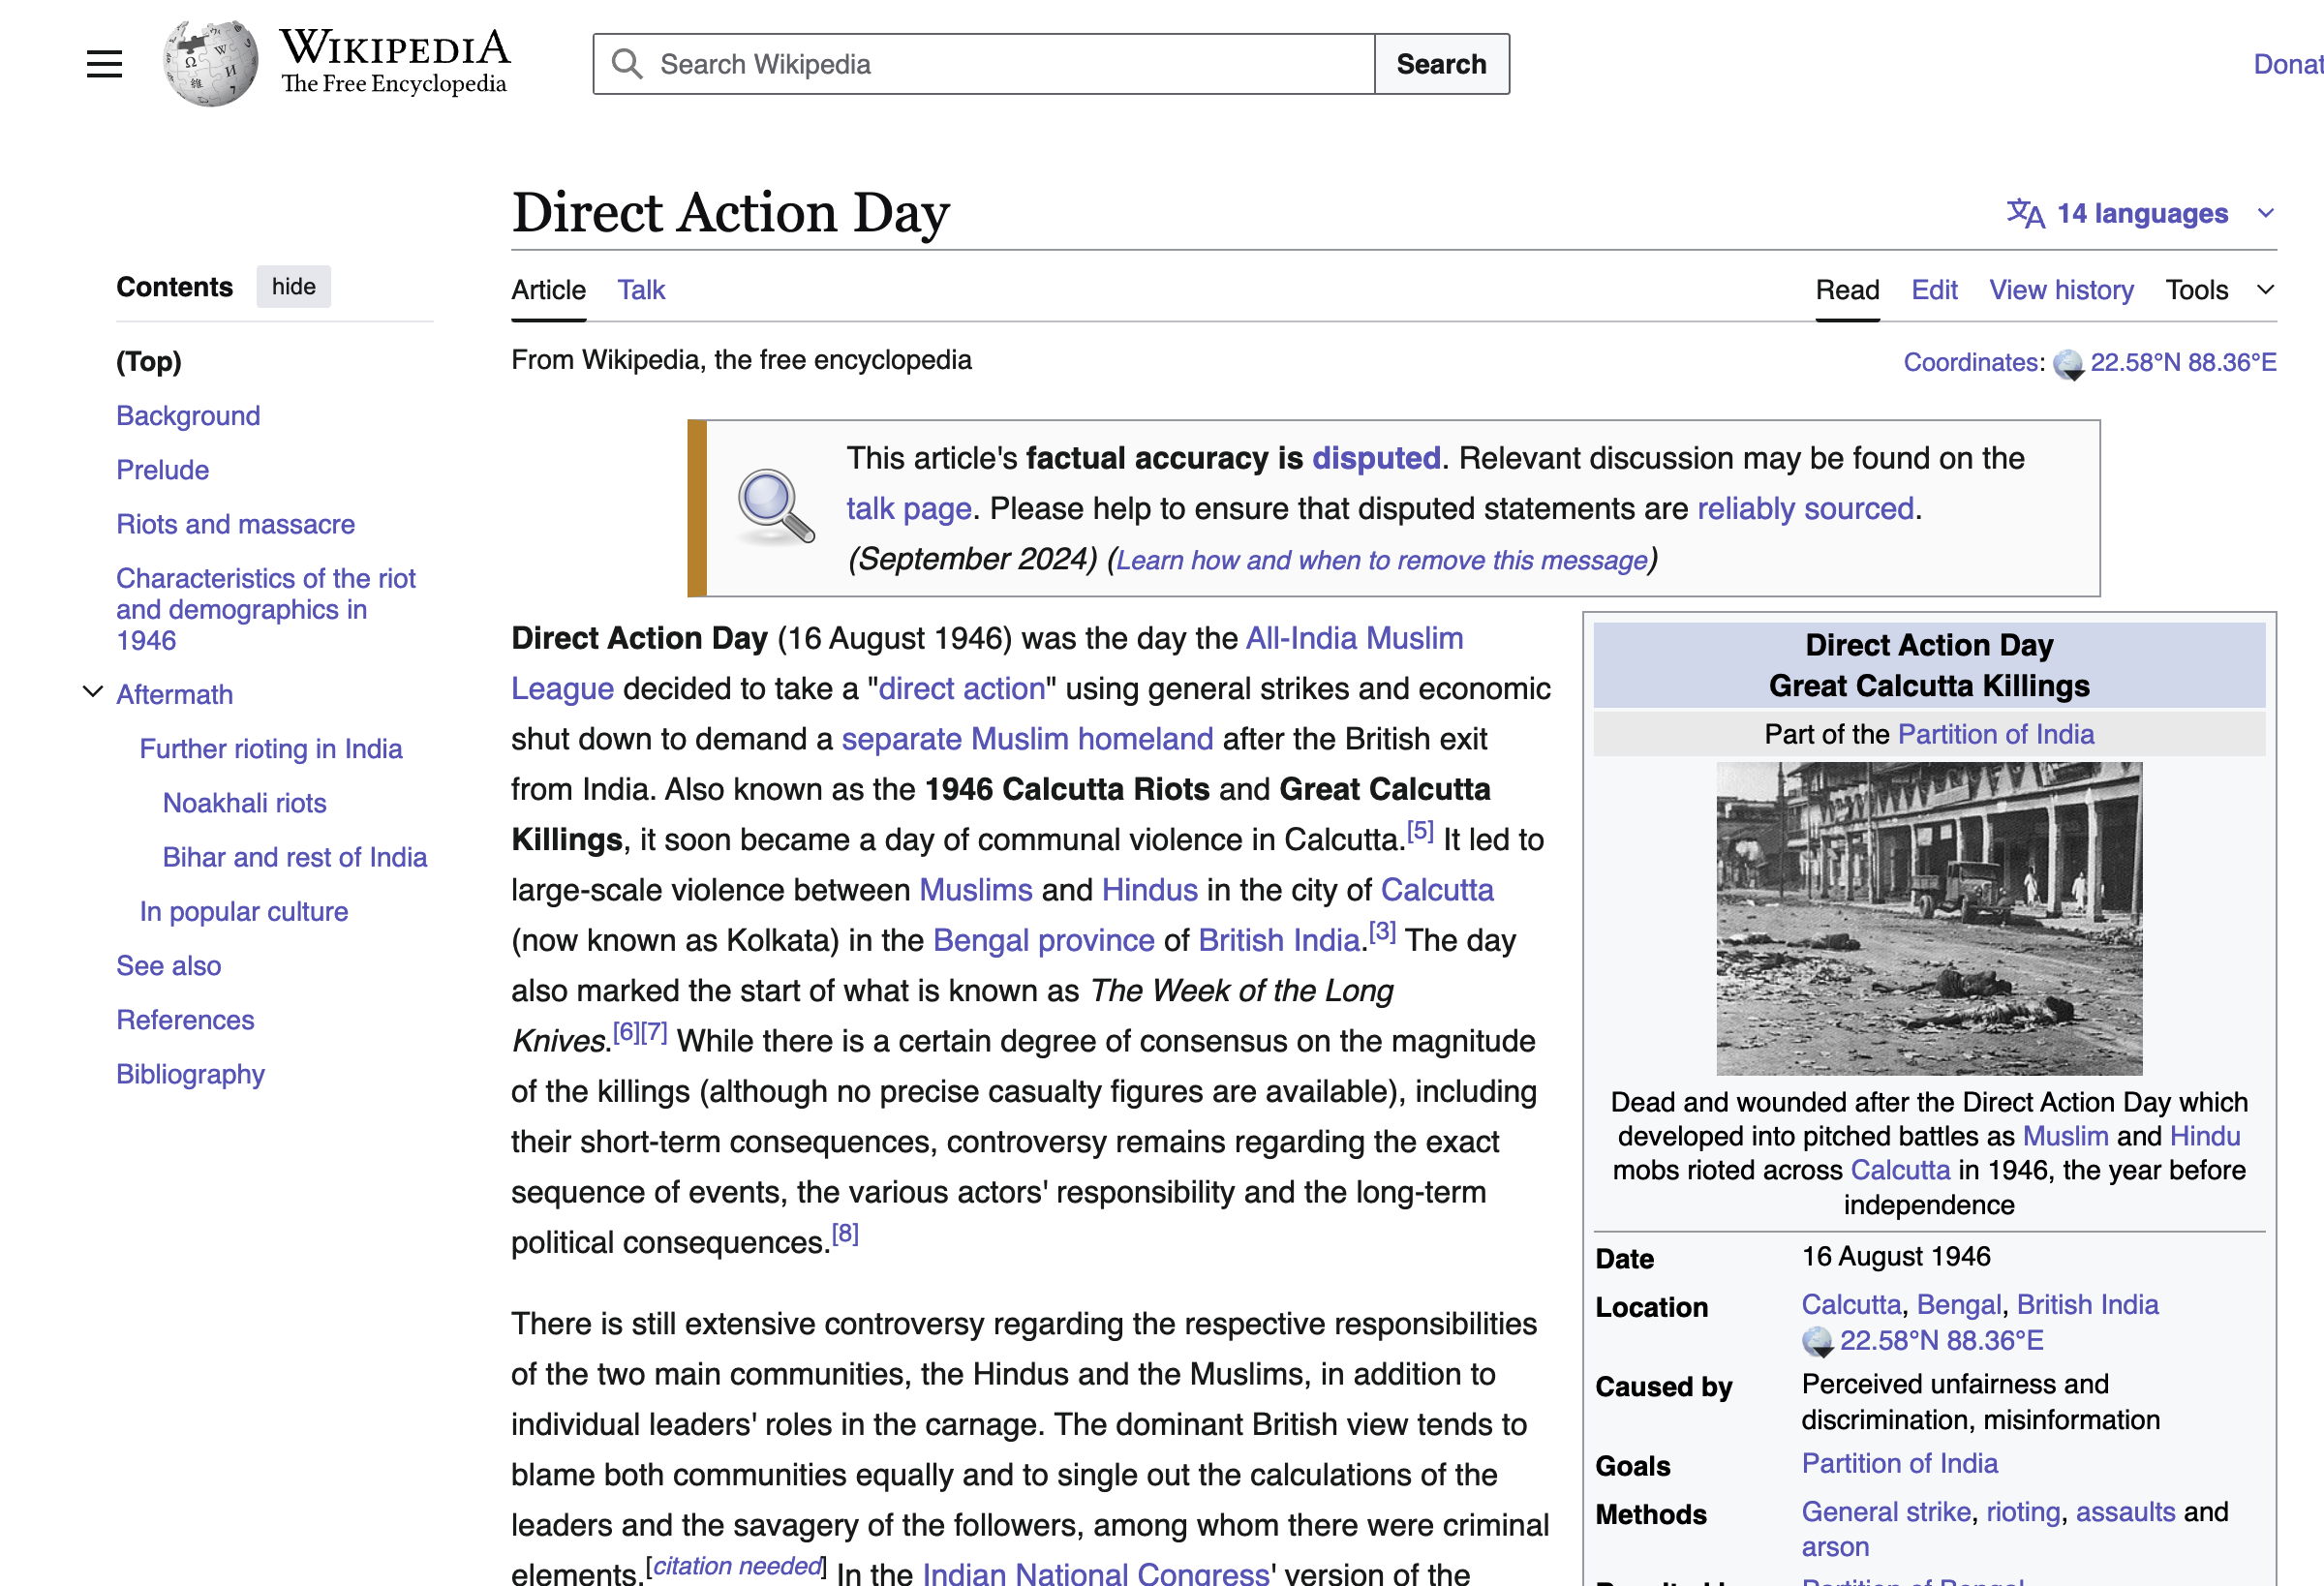 WIKIPEDIA
The Free Encyclopedia
Search Wikipedia
Search
Donat
Contents
hide
(Top)
Background
Prelude
Riots and massacre
Characteristics of the riot
and demographics in
1946
Aftermath
Further rioting in India
Noakhali riots
Bihar and rest of India
In popular culture
See also
References
Bibliography
Direct Action Day
14 languages
Article
Talk
Read
Edit
View history
Tools
From Wikipedia, the free encyclopedia
Coordinates: 22.58°N 88.36°E
This article's factual accuracy is disputed. Relevant discussion may be found on the
talk page. Please help to ensure that disputed statements are reliably sourced.
(September 2024) (Learn how and when to remove this message)
Direct Action Day (16 August 1946) was the day the All-India Muslim
League decided to take a "direct action" using general strikes and economic
shut down to demand a separate Muslim homeland after the British exit
from India. Also known as the 1946 Calcutta Riots and Great Calcutta
Killings, it soon became a day of communal violence in Calcutta.[5] It led to
large-scale violence between Muslims and Hindus in the city of Calcutta
(now known as Kolkata) in the Bengal province of British India.[3] The day
also marked the start of what is known as The Week of the Long
Knives.[6][7] While there is a certain degree of consensus on the magnitude
of the killings (although no precise casualty figures are available), including
their short-term consequences, controversy remains regarding the exact
sequence of events, the various actors' responsibility and the long-term
political consequences.[8]
There is still extensive controversy regarding the respective responsibilities
of the two main communities, the Hindus and the Muslims, in addition to
individual leaders' roles in the carnage. The dominant British view tends to
blame both communities equally and to single out the calculations of the
leaders and the savagery of the followers, among whom there were criminal
elements.[citation needed] In the Indian National Congress' version of the
Direct Action Day
Great Calcutta Killings
Part of the Partition of India
Dead and wounded after the Direct Action Day which
developed into pitched battles as Muslim and Hindu
mobs rioted across Calcutta in 1946, the year before
independence
Date 16 August 1946
Location Calcutta, Bengal, British India
22.58°N 88.36°E
Caused by Perceived unfairness and
discrimination, misinformation
Goals Partition of India
Methods General strike, rioting, assaults and
arson